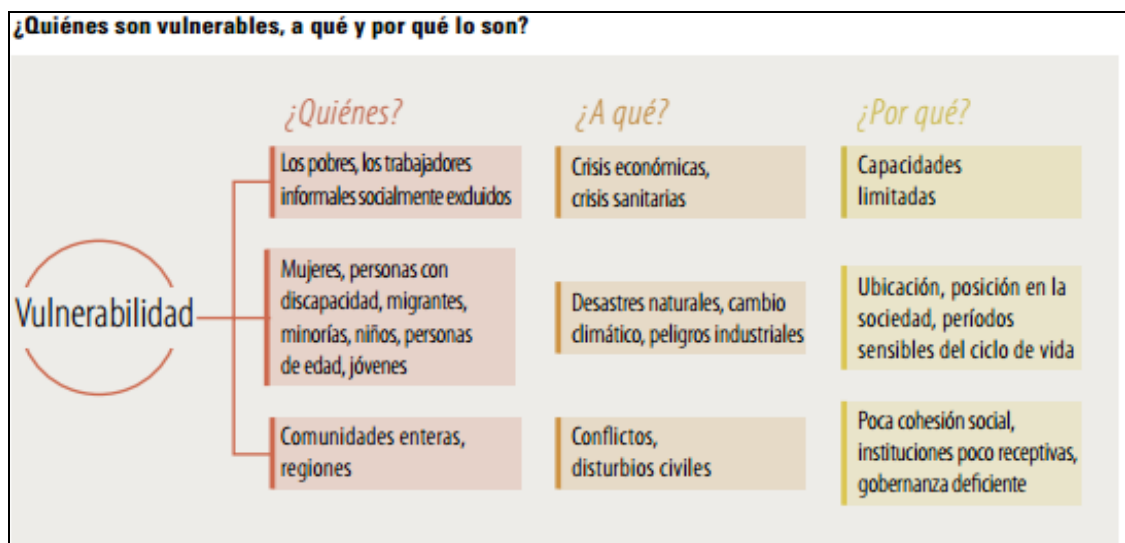 ¿Quiénes son vulnerables, a qué y por qué lo son?
¿Quiénes?
¿A qué?
¿Por qué?
Vulnerabilidad
Los pobres, los trabajadores
informales socialmente excluidos
Crisis económicas,
crisis sanitarias
Capacidades
limitadas
Mujeres, personas con
discapacidad, migrantes,
minorías, niños, personas
de edad, jóvenes
Desastres naturales, cambio
climático, peligros industriales
Ubicación, posición en la
sociedad, períodos
sensibles del ciclo de vida
Comunidades enteras,
regiones
Conflictos,
disturbios civiles
Poca cohesión social,
instituciones poco receptivas,
gobernanza deficiente